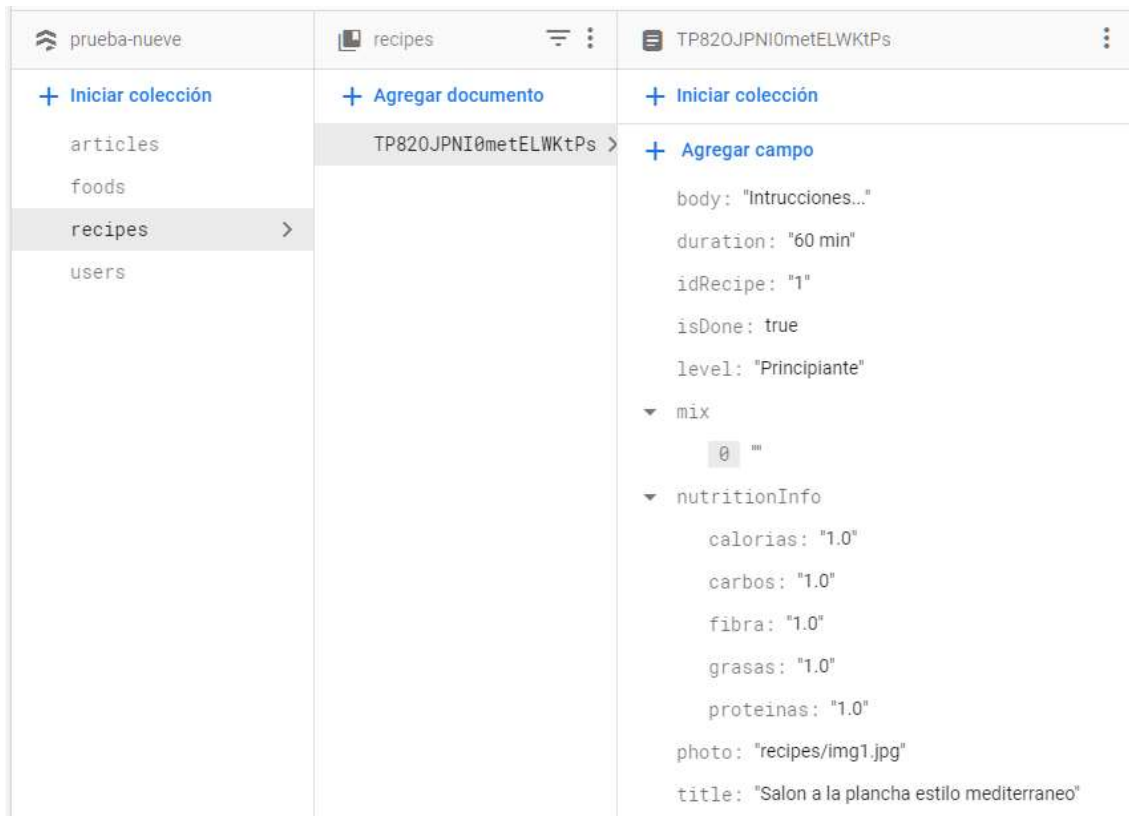 prueba-nueve
Iniciar colección
articles
foods
recipes
users
recipes
Agregar documento
TP82OJPNI0metELWKtPs
TP82OJPNI0metELWKtPs
Iniciar colección
Agregar campo
body: "Intrucciones..."
duration: "60 min"
idRecipe: "1"
isDone: true
level: "Principiante"
mix
0 ""
nutritionInfo
calorias: "1.0"
carbos: "1.0"
fibra: "1.0"
grasas: "1.0"
proteinas: "1.0"
photo: "recipes/img1.jpg"
title: "Salon a la plancha estilo mediterraneo"